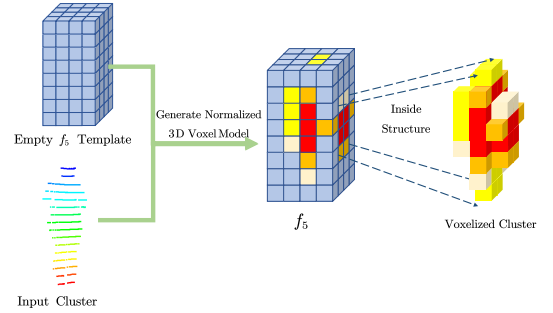 Empty f₅ Template
Generate Normalized
3D Voxel Model
Inside
Structure
f₅
Voxelized Cluster
Input Cluster